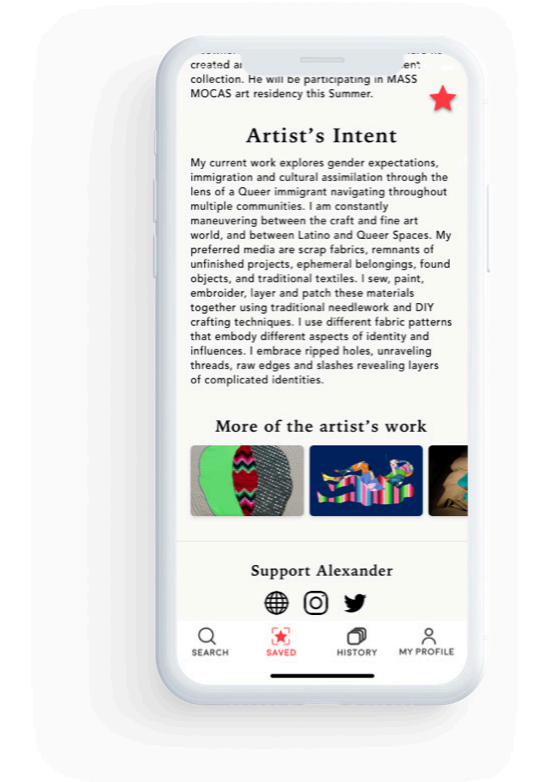 created ar
collection. He will be participating in MASS
MOCAS art residency this Summer.
Artist's Intent
My current work explores gender expectations,
immigration and cultural assimilation through the
lens of a Queer immigrant navigating throughout
multiple communities. I am constantly
maneuvering between the craft and fine art
world, and between Latino and Queer Spaces. My
preferred media are scrap fabrics, remnants of
unfinished projects, ephemeral belongings, found
objects, and traditional textiles. I sew, paint,
embroider, layer and patch these materials
together using traditional needlework and DIY
crafting techniques. I use different fabric patterns
that embody different aspects of identity and
influences. I embrace ripped holes, unraveling
threads, raw edges and slashes revealing layers
of complicated identities.
More of the artist's work
Support Alexander
SEARCH SAVED HISTORY MY PROFILE